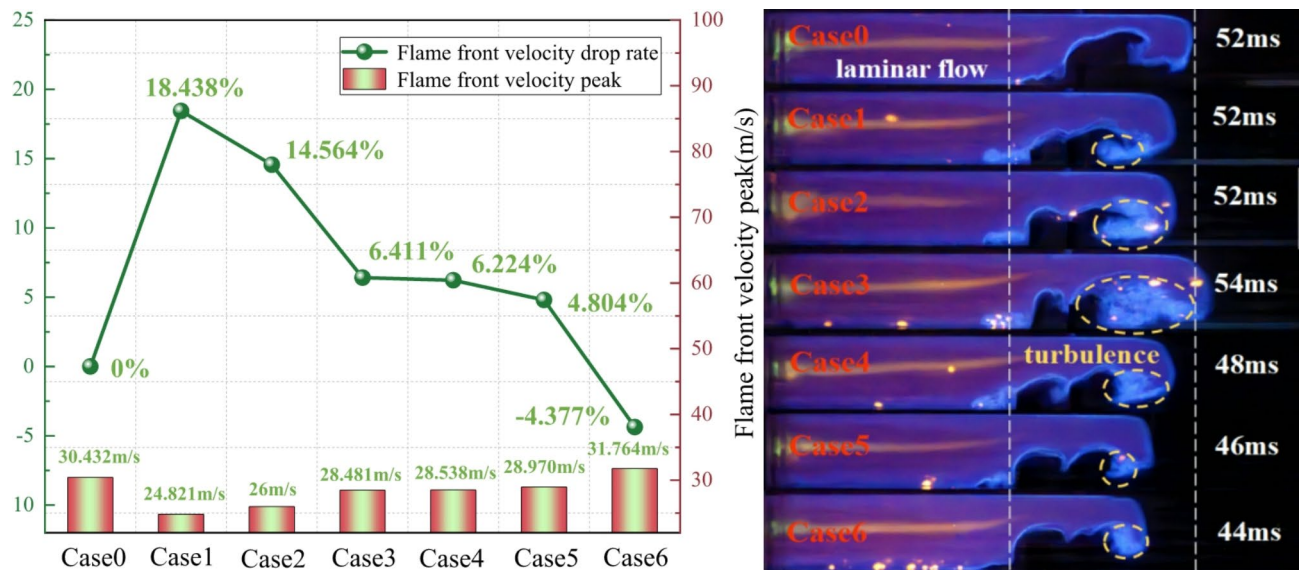 25
20
15
10
5
0
-5
10
100
90
80
70
60
50
40
30
Flame front velocity peak(m/s)
Flame front velocity drop rate
Flame front velocity peak
0%
18.438%
14.564%
6.411%
6.224%
4.804%
-4.377%
30.432m/s
24.821m/s
26m/s
28.481m/s
28.538m/s
28.970m/s
31.764m/s
Case0
Case1
Case2
Case3
Case4
Case5
Case6
Case0
laminar flow
52ms
Case1
52ms
Case2
52ms
Case3
54ms
turbulence
Case4
48ms
Case5
46ms
Case6
44ms